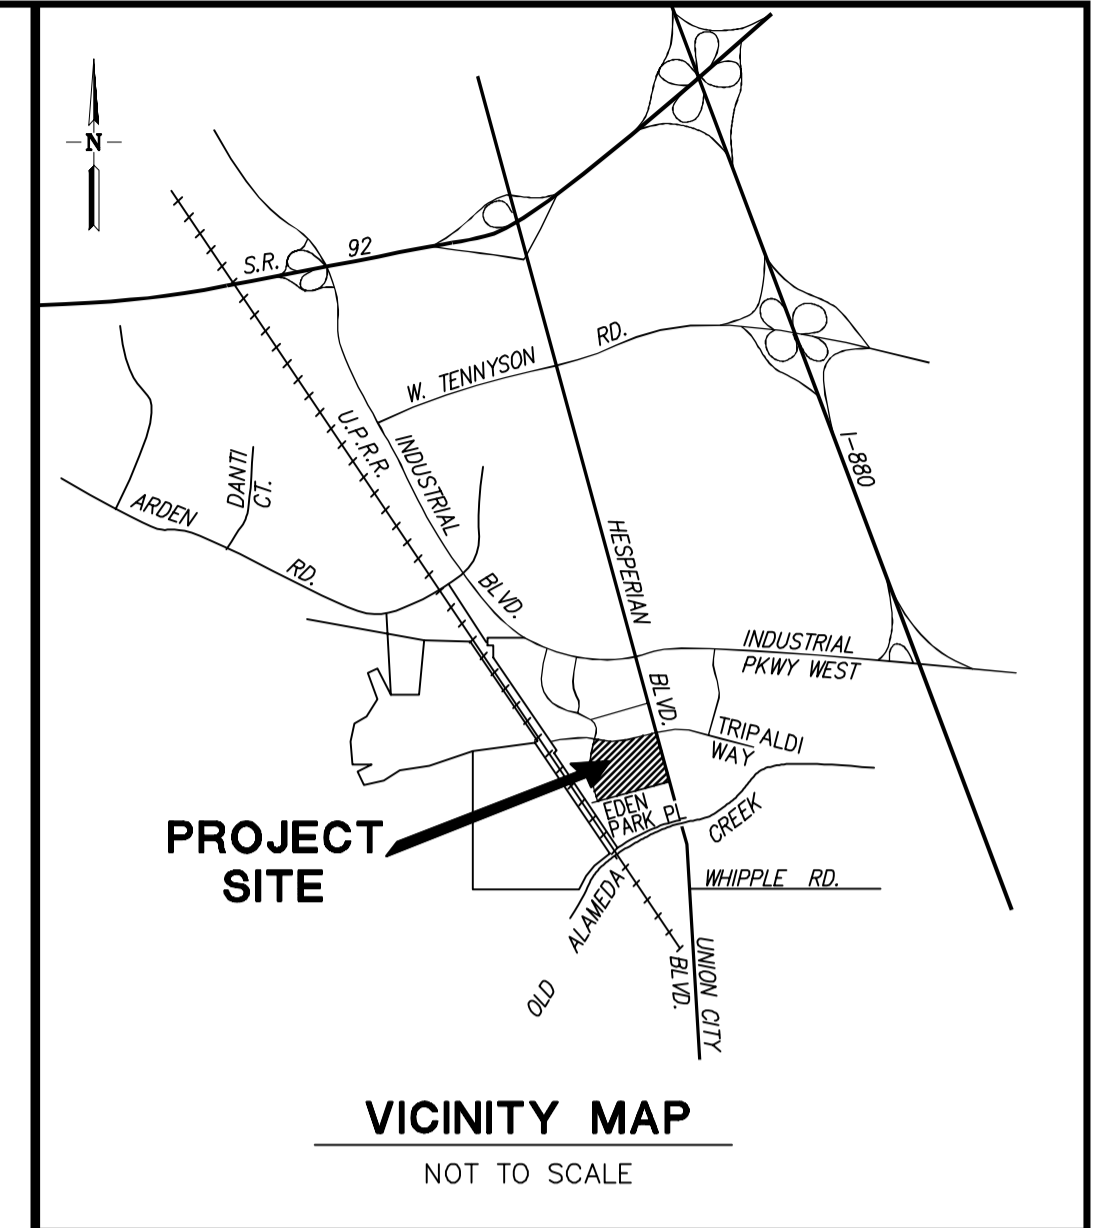 N
S.R. 92
W. TENNYSON RD.
U.P.R.R.
INDUSTRIAL BLVD.
I-880
DANTI
CT.
ARDEN RD.
HESPERIAN BLVD.
INDUSTRIAL
PKWY WEST
TRIPALDI
WAY
EDEN
PARK PL
PROJECT
SITE
OLD ALAMEDA CREEK
WHIPPLE RD.
UNION CITY
BLVD.
VICINITY MAP
NOT TO SCALE